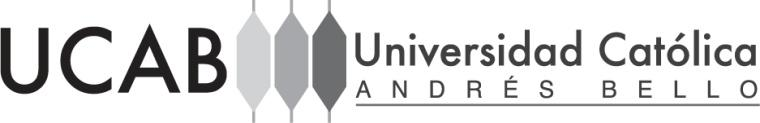 UCAB
Universidad Católica
ANDRÉS BELLO